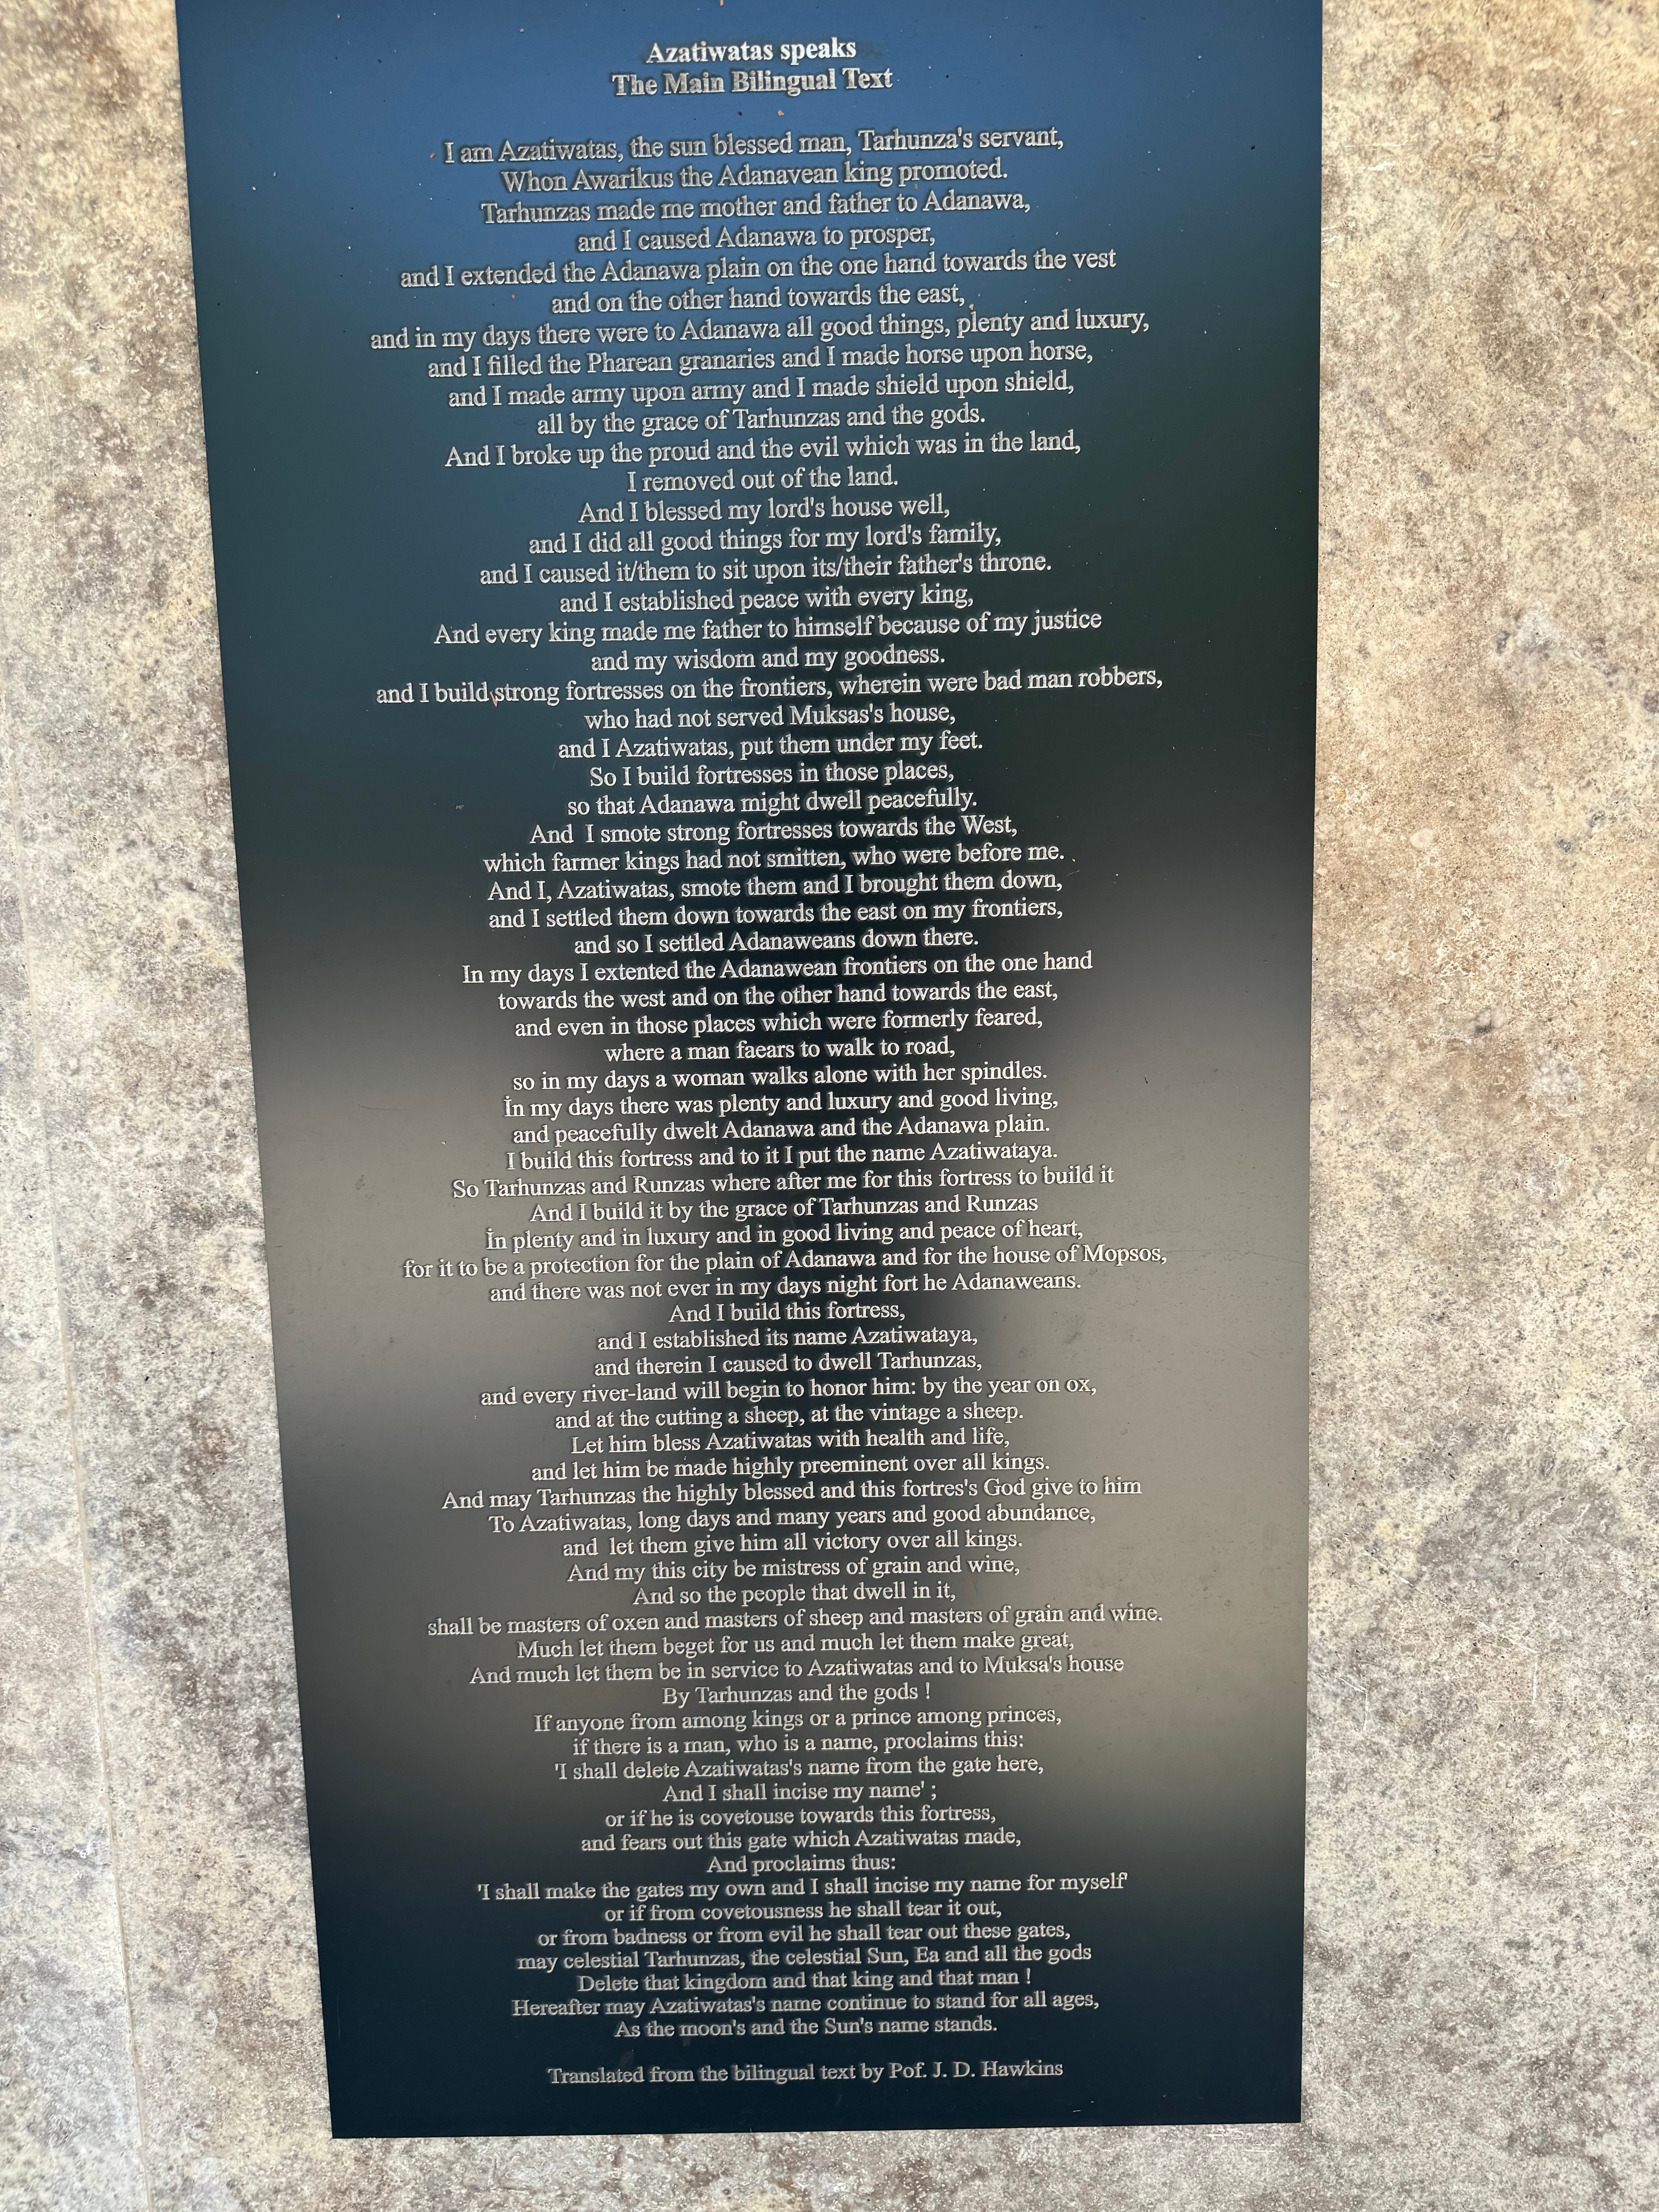 Azatiwatas speaks
The Main Bilingual Text
I am Azatiwatas, the sun blessed man, Tarhunza's servant,
Whon Awarikus the Adanavean king promoted.
Tarhunzas made me mother and father to Adanawa,
and I caused Adanawa to prosper,
and I extended the Adanawa plain on the one hand towards the vest
and on the other hand towards the east,
and in my days there were to Adanawa all good things, plenty and luxury,
and I filled the Pharean granaries and I made horse upon horse,
and I made army upon army and I made shield upon shield,
all by the grace of Tarhunzas and the gods.
And I broke up the proud and the evil which was in the land,
I removed out of the land.
And I blessed my lord's house well,
and I did all good things for my lord's family,
and I caused it/them to sit upon its/their father's throne.
and I established peace with every king,
And every king made me father to himself because of my justice
and my wisdom and my goodness.
and I build strong fortresses on the frontiers, wherein were bad man robbers,
who had not served Muksas's house,
and I Azatiwatas, put them under my feet.
So I build fortresses in those places,
so that Adanawa might dwell peacefully.
And I smote strong fortresses towards the West,
which farmer kings had not smitten, who were before me.
And I, Azatiwatas, smote them and I brought them down,
and I settled them down towards the east on my frontiers,
and so I settled Adanaweans down there.
In my days I extented the Adanawean frontiers on the one hand
towards the west and on the other hand towards the east,
and even in those places which were formerly feared,
where a man faears to walk to road,
so in my days a woman walks alone with her spindles.
İn my days there was plenty and luxury and good living,
and peacefully dwelt Adanawa and the Adanawa plain.
I build this fortress and to it I put the name Azatiwataya.
So Tarhunzas and Runzas where after me for this fortress to build it
And I build it by the grace of Tarhunzas and Runzas
İn plenty and in luxury and in good living and peace of heart,
for it to be a protection for the plain of Adanawa and for the house of Mopsos,
and there was not ever in my days night fort he Adanaweans.
And I build this fortress,
and I established its name Azatiwataya,
and therein I caused to dwell Tarhunzas,
and every river-land will begin to honor him: by the year on ox,
and at the cutting a sheep, at the vintage a sheep.
Let him bless Azatiwatas with health and life,
and let him be made highly preeminent over all kings.
And may Tarhunzas the highly blessed and this fortres's God give to him
To Azatiwatas, long days and many years and good abundance,
and let them give him all victory over all kings.
And my this city be mistress of grain and wine,
And so the people that dwell in it,
shall be masters of oxen and masters of sheep and masters of grain and wine.
Much let them beget for us and much let them make great,
And much let them be in service to Azatiwatas and to Muksa's house
By Tarhunzas and the gods !
If anyone from among kings or a prince among princes,
if there is a man, who is a name, proclaims this:
'I shall delete Azatiwatas's name from the gate here,
And I shall incise my name' ;
or if he is covetouse towards this fortress,
and fears out this gate which Azatiwatas made,
And proclaims thus:
'I shall make the gates my own and I shall incise my name for myself'
or if from covetousness he shall tear it out,
or from badness or from evil he shall tear out these gates,
may celestial Tarhunzas, the celestial Sun, Ea and all the gods
Delete that kingdom and that king and that man !
Hereafter may Azatiwatas's name continue to stand for all ages,
As the moon's and the Sun's name stands.
Translated from the bilingual text by Pof. J. D. Hawkins